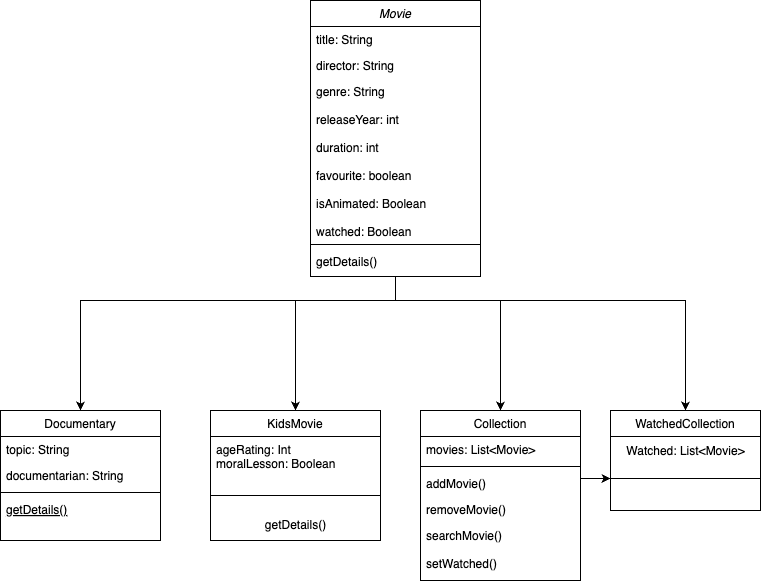 Movie
title: String
director: String
genre: String
releaseYear: int
duration: int
favourite: boolean
isAnimated: Boolean
watched: Boolean
getDetails()
Documentary
topic: String
documentarian: String
getDetails()
KidsMovie
ageRating: Int
moralLesson: Boolean
getDetails()
Collection
movies: List<Movie>
addMovie()
removeMovie()
searchMovie()
setWatched()
WatchedCollection
Watched: List<Movie>